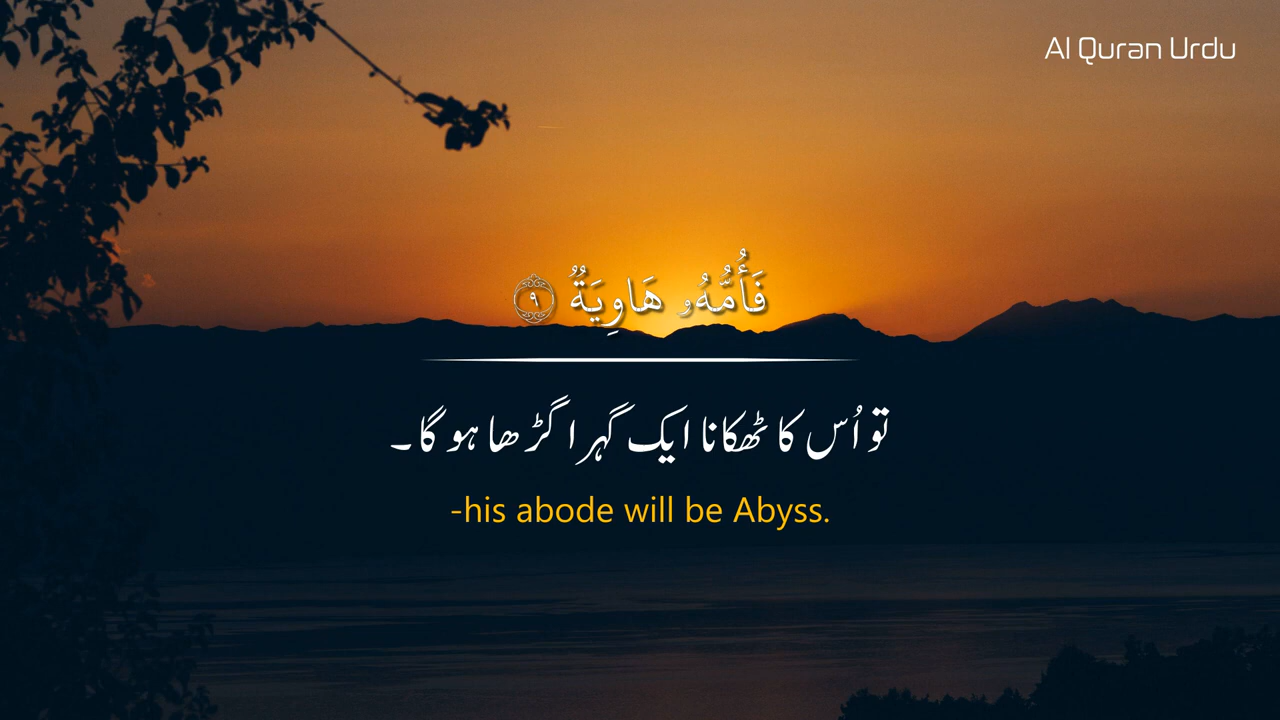 Al Quran Urdu
فَأُمُّهُۥ هَاوِيَةٌ ٩
تو اُس کا ٹھکانا ایک گہرا گڑھا ہو گا۔
-his abode will be Abyss.